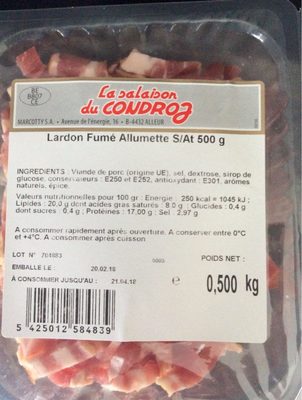 BE
B807
CE
La salaison
du CONDROZ
MARCOTTY S.A. • Avenue de l'énergie, 16 • B-4432 ALLEUR
Lardon Fumé Allumette S/At 500 g
INGREDIENTS : Viande de porc (origine UE), sel, dextrose, sirop de
glucose, conservateurs : E250 et E252, antioxydant : E301, arômes
naturels, épice.
Valeurs nutritionnelles pour 100 gr : Energie : 250 kcal = 1045 kJ ;
Lipides : 20,0 g dont acides gras saturés : 8.0 g ; Glucides : 0,4 g
dont sucres : 0,4 g ; Protéines : 17,00 g ; Sel : 2,97 g
A consommer rapidement après ouverture. A conserver entre 0°C
et +4°C. A consommer après cuisson
LOT N° 764883
EMBALLE LE : 20.02.18
À CONSOMMER JUSQU'AU : 21.04.18
POIDS NET :
e 0,500 kg
5 425012 584839